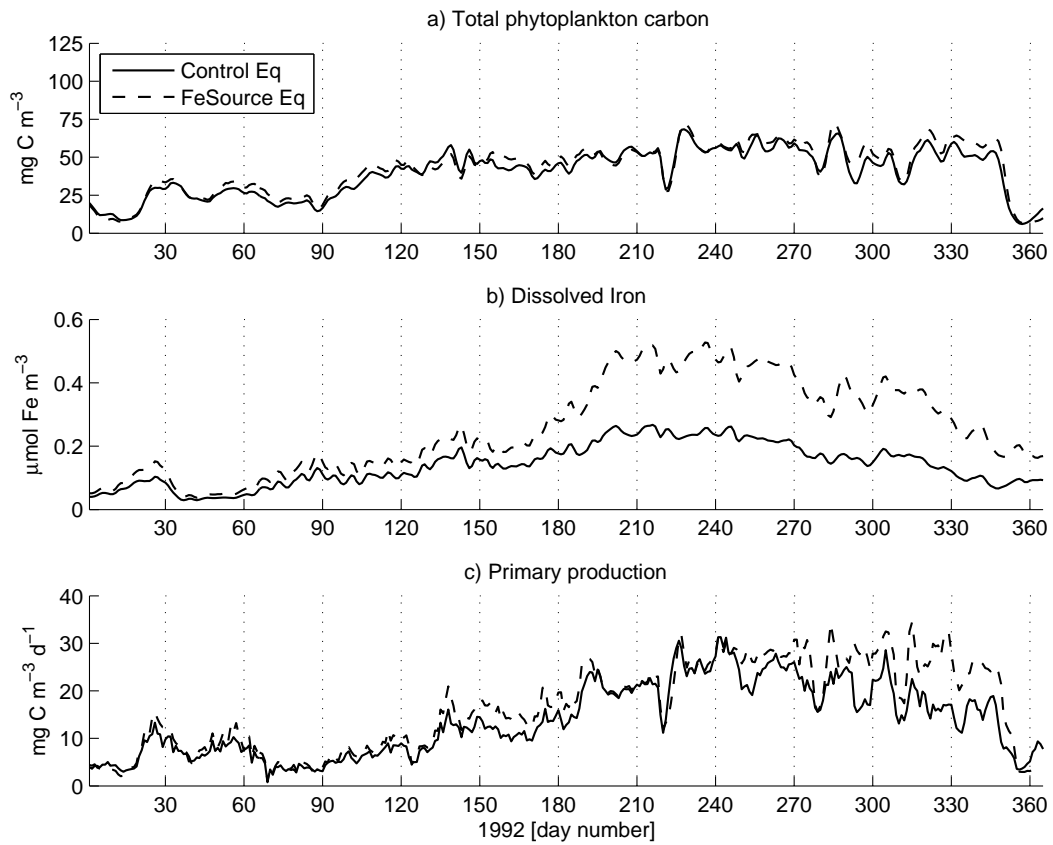 a) Total phytoplankton carbon
125
100
75
50
25
0
mg C m⁻³
Control Eq
FeSource Eq
30 60 90 120 150 180 210 240 270 300 330 360
b) Dissolved Iron
0.6
0.4
0.2
0
μmol Fe m⁻³
30 60 90 120 150 180 210 240 270 300 330 360
c) Primary production
40
30
20
10
0
mg C m⁻³ d⁻¹
30 60 90 120 150 180 210 240 270 300 330 360
1992 [day number]